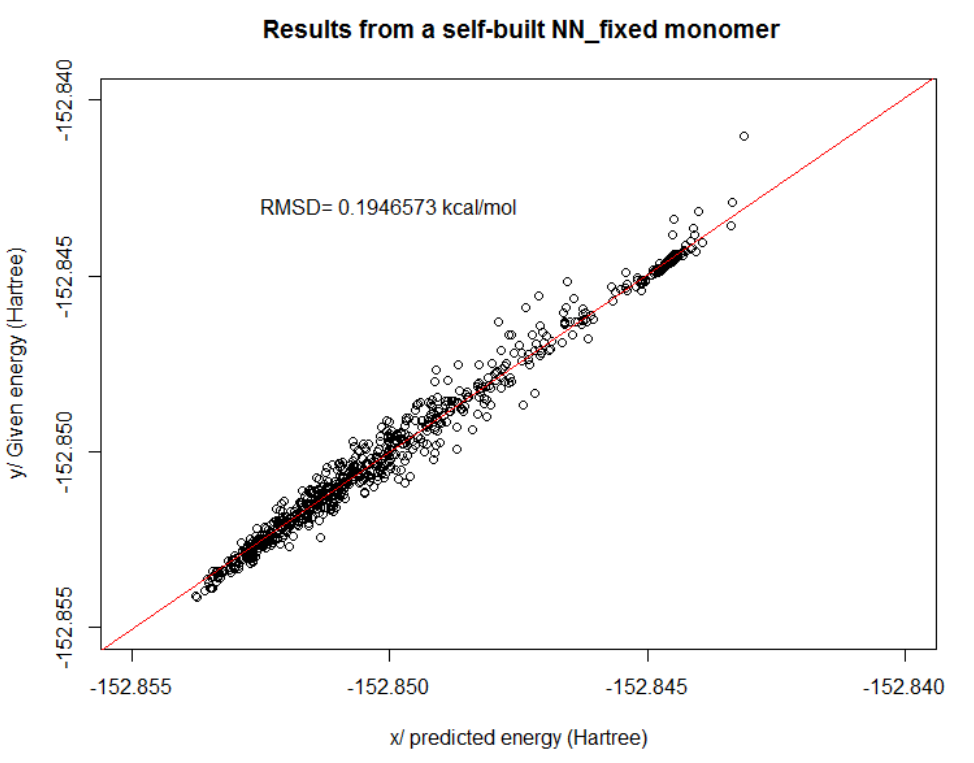 Results from a self-built NN_fixed monomer
-152.840
RMSD= 0.1946573 kcal/mol
-152.845
y/ Given energy (Hartree)
-152.850
-152.855
-152.855 -152.850 -152.845 -152.840
x/ predicted energy (Hartree)